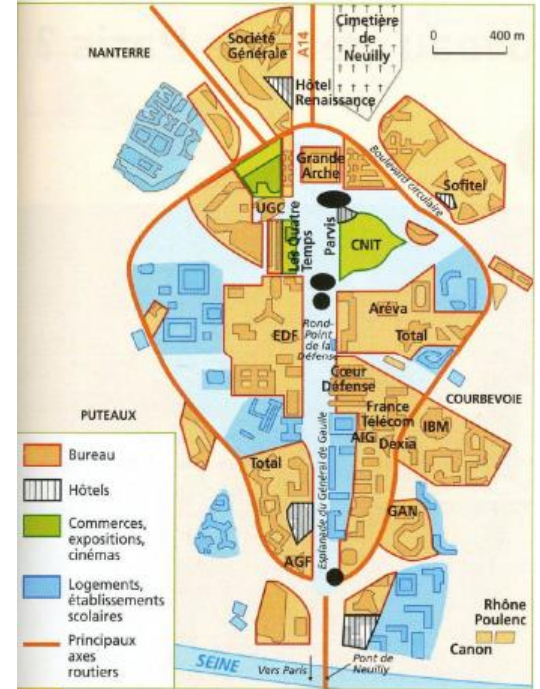 Société
Générale
A14
Cimetière
de
Neuilly
0 400 m
NANTERRE
Hôtel
Renaissance
Boulevard circulaire
Grande
Arche
Sofitel
UGC
Les Quatre
Temps
Parvis
CNIT
EDF
Rond-
Point
de la
Défense
Aréva
Total
Cœur
Défense
COURBEVOIE
France
Télécom
IBM
AIG
Dexia
PUTEAUX
Esplanade du Général de Gaulle
Total
GAN
AGF
Bureau
Hôtels
Commerces,
expositions,
cinémas
Logements,
établissements
scolaires
Principaux
axes
routiers
Rhône
Poulenc
Canon
SEINE
Vers Paris
Pont de
Neuilly